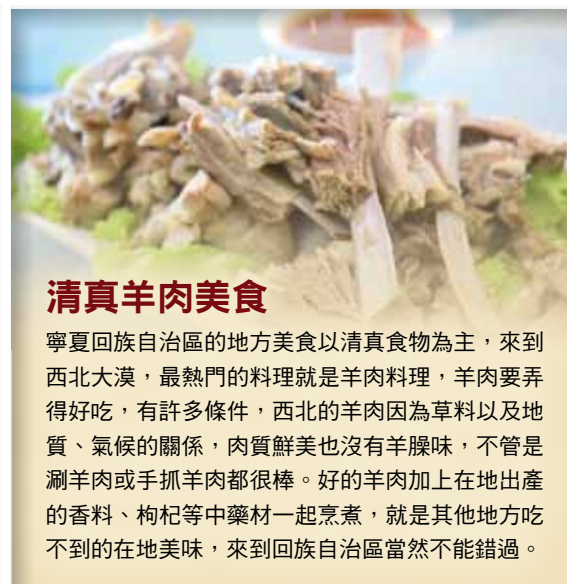 清真羊肉美食
寧夏回族自治區的地方美食以清真食物為主，來到
西北大漠，最熱門的料理就是羊肉料理，羊肉要弄
得好吃，有許多條件，西北的羊肉因為草料以及地
質、氣候的關係，肉質鮮美也沒有羊臊味，不管是
涮羊肉或手抓羊肉都很棒。好的羊肉加上在地出產
的香料、枸杞等中藥材一起烹煮，就是其他地方吃
不到的在地美味，來到回族自治區當然不能錯過。